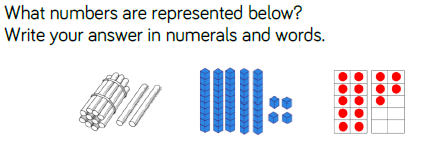 What numbers are represented below?
Write your answer in numerals and words.